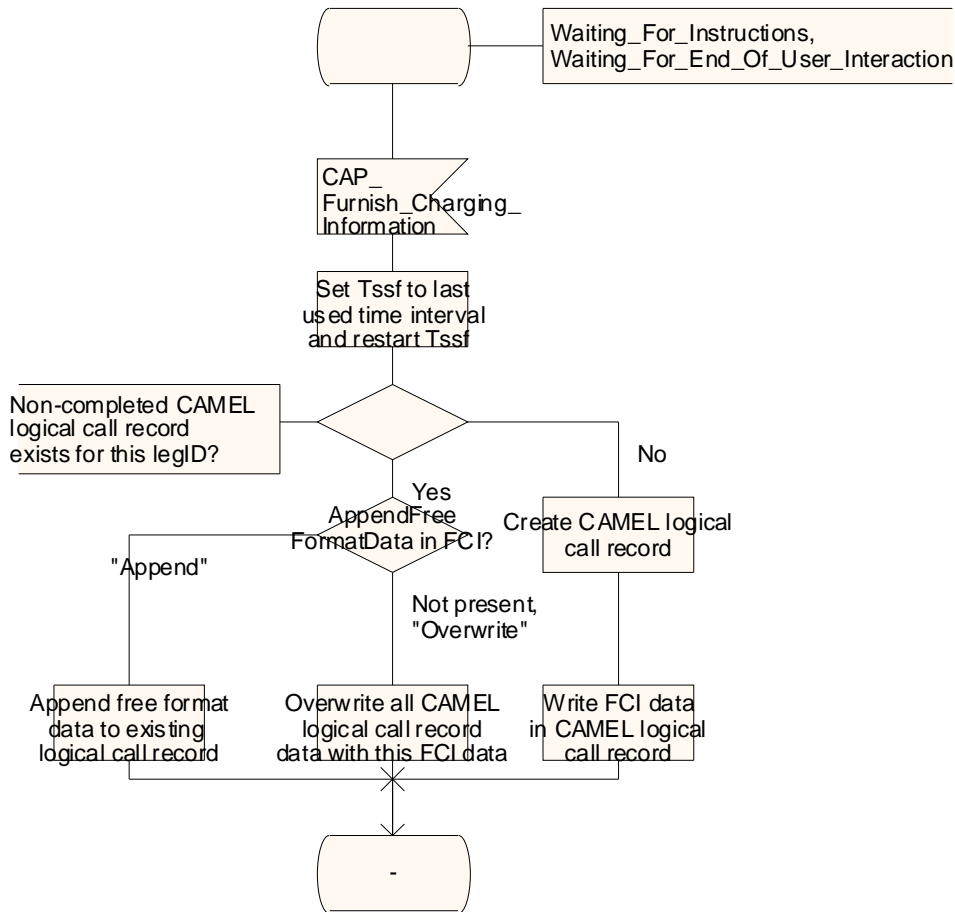 Waiting_For_Instructions,
Waiting_For_End_Of_User_Interaction
CAP_
Furnish_Charging_
Information
Set Tssf to last
used time interval
and restart Tssf
Non-completed CAMEL
logical call record
exists for this legID?
No
Yes
AppendFree
FormatData in FCI?
Create CAMEL logical
call record
"Append"
Not present,
"Overwrite"
Append free format
data to existing
logical call record
Overwrite all CAMEL
logical call record
data with this FCI data
Write FCI data
in CAMEL logical
call record
-